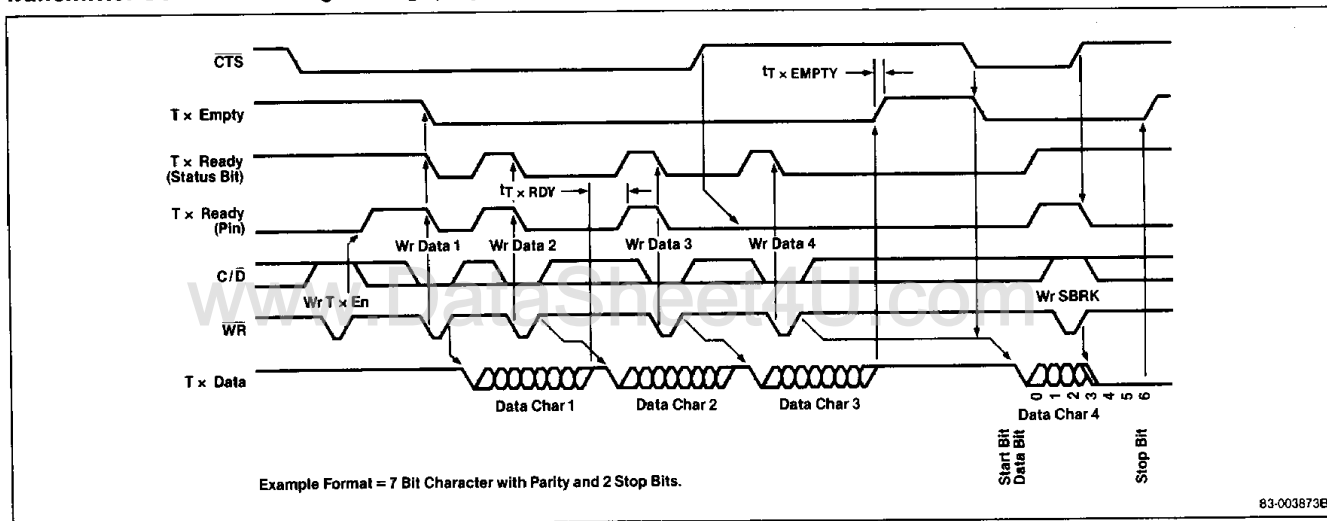 CTS
tT × EMPTY
T × Empty
T × Ready
(Status Bit)
tT × RDY
T × Ready
(Pin)
Wr Data 1
Wr Data 2
Wr Data 3
Wr Data 4
C/D
www.DataSheet4U.com
Wr T × En
Wr SBRK
WR
T × Data
Data Char 1
Data Char 2
Data Char 3
0
1
2
3
4
5
6
Data Char 4
Start Bit
Data Bit
Stop Bit
Example Format = 7 Bit Character with Parity and 2 Stop Bits.
83-003873B